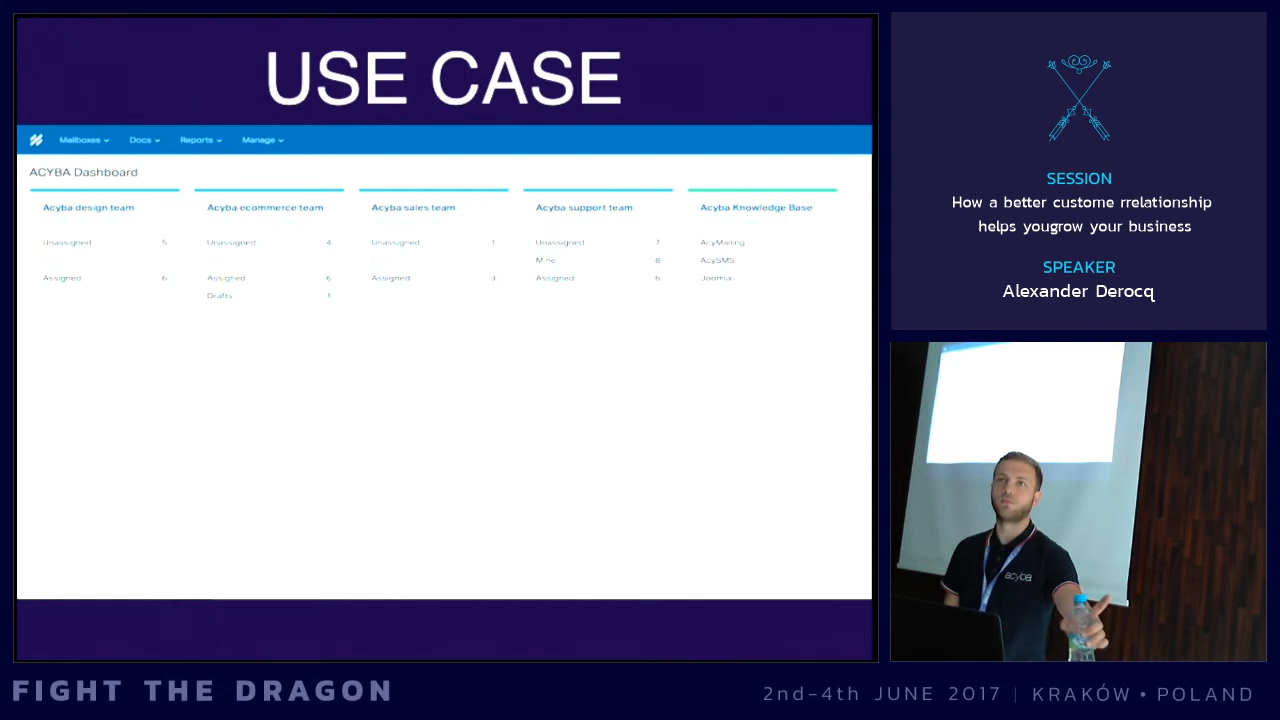 USE CASE
Mailboxes Docs Reports Manage
ACYBA Dashboard
Acyba design team Acyba ecommerce team Acyba sales team Acyba support team Acyba Knowledge Base
Unassigned 5 Unassigned 4 Unassigned 1 Unassigned 7 AcyMailing
Mine 8 AcySMS
Assigned 6 Assigned 6 Assigned 3 Assigned 6 Joomla
Drafts 1
SESSION
How a better custome rrelationship
helps yougrow your business
SPEAKER
Alexander Derocq
acyba
FIGHT THE DRAGON
2nd-4th JUNE 2017 | KRAKÓW • POLAND